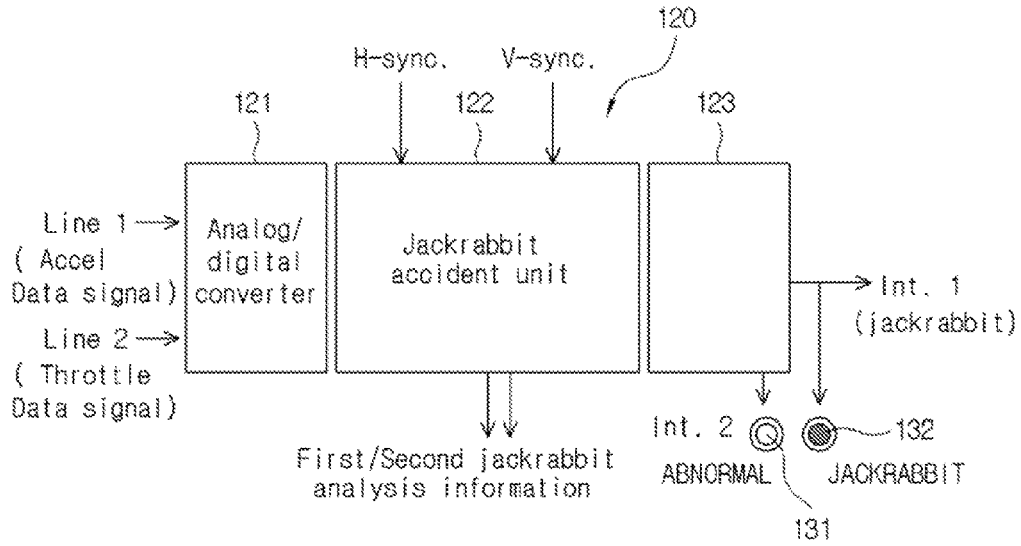 120
H-sync.
V-sync.
121
122
123
Line 1
( Accel
Data signal)
Line 2
( Throttle
Data signal)
Analog/
digital
converter
Jackrabbit
accident unit
Int. 1
(jackrabbit)
Int. 2
132
ABNORMAL
JACKRABBIT
131
First/Second jackrabbit
analysis information